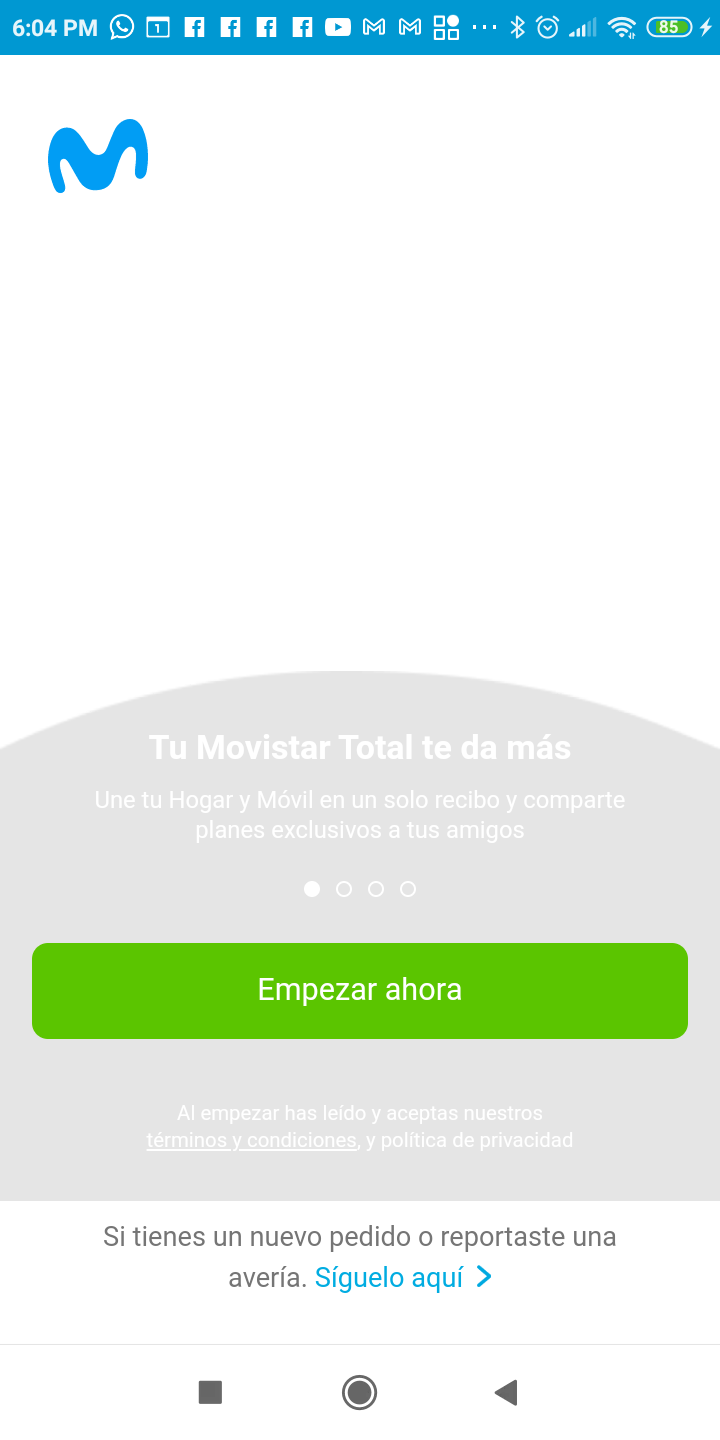 6:04 PM
85
Tu Movistar Total te da más
Une tu Hogar y Móvil en un solo recibo y comparte
planes exclusivos a tus amigos
Empezar ahora
Al empezar has leído y aceptas nuestros
términos y condiciones, y política de privacidad
Si tienes un nuevo pedido o reportaste una
avería. Síguelo aquí